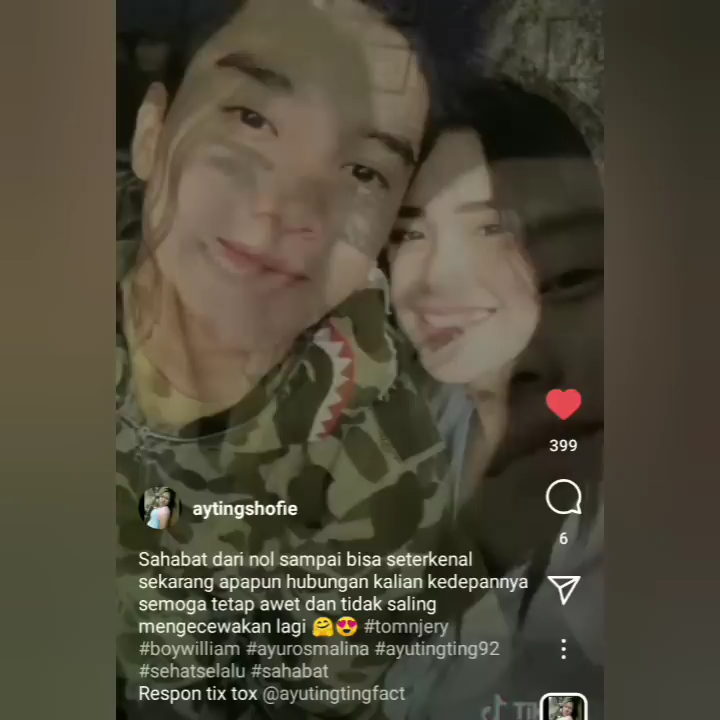 399
aytingshofie
6
Sahabat dari nol sampai bisa seterkenal
sekarang apapun hubungan kalian kedepannya
semoga tetap awet dan tidak saling
mengecewakan lagi 🤗😍 #tomnjery
#boywilliam #ayurosmalina #ayutingting92
#sehatselalu #sahabat
Respon tix tox @ayutingtingfact